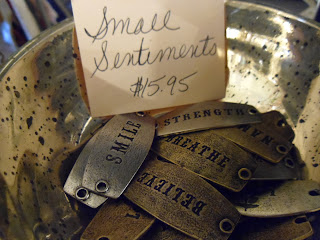 Small
Sentiments
$15.95
STRENGTH
SMILE
BREATHE
BELIEVE